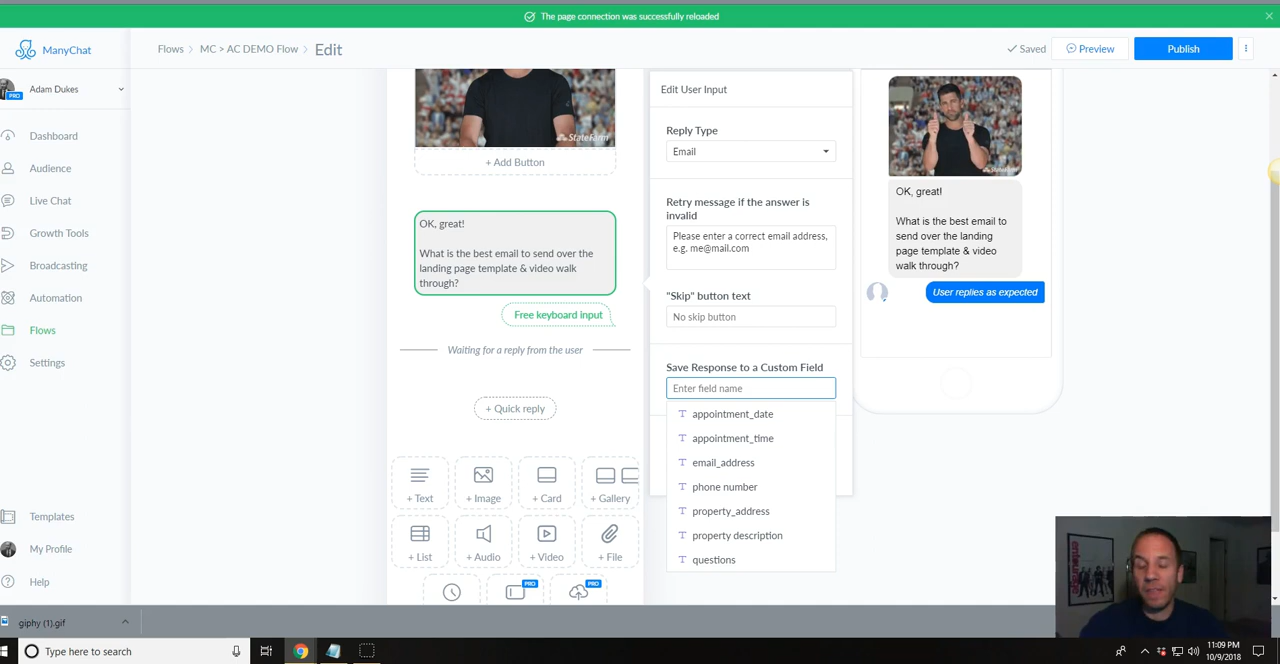 The page connection was successfully reloaded
ManyChat
Flows
MC > AC DEMO Flow
Edit
Saved
Preview
Publish
Adam Dukes
PRO
Dashboard
Audience
Live Chat
Growth Tools
Broadcasting
Automation
Flows
Settings
Templates
My Profile
Help
StateFarm
+ Add Button
OK, great!
What is the best email to send over the
landing page template & video walk
through?
Free keyboard input
Waiting for a reply from the user
+ Quick reply
+ Text
+ Image
+ Card
+ Gallery
+ List
+ Audio
+ Video
+ File
PRO
PRO
Edit User Input
Reply Type
Email
Retry message if the answer is
invalid
Please enter a correct email address,
e.g. me@mail.com
"Skip" button text
No skip button
Save Response to a Custom Field
Enter field name
appointment_date
appointment_time
email_address
phone number
property_address
property description
questions
StateFarm
OK, great!
What is the best email to
send over the landing
page template & video
walk through?
User replies as expected
giphy (1).gif
Type here to search
11:09 PM
10/9/2018